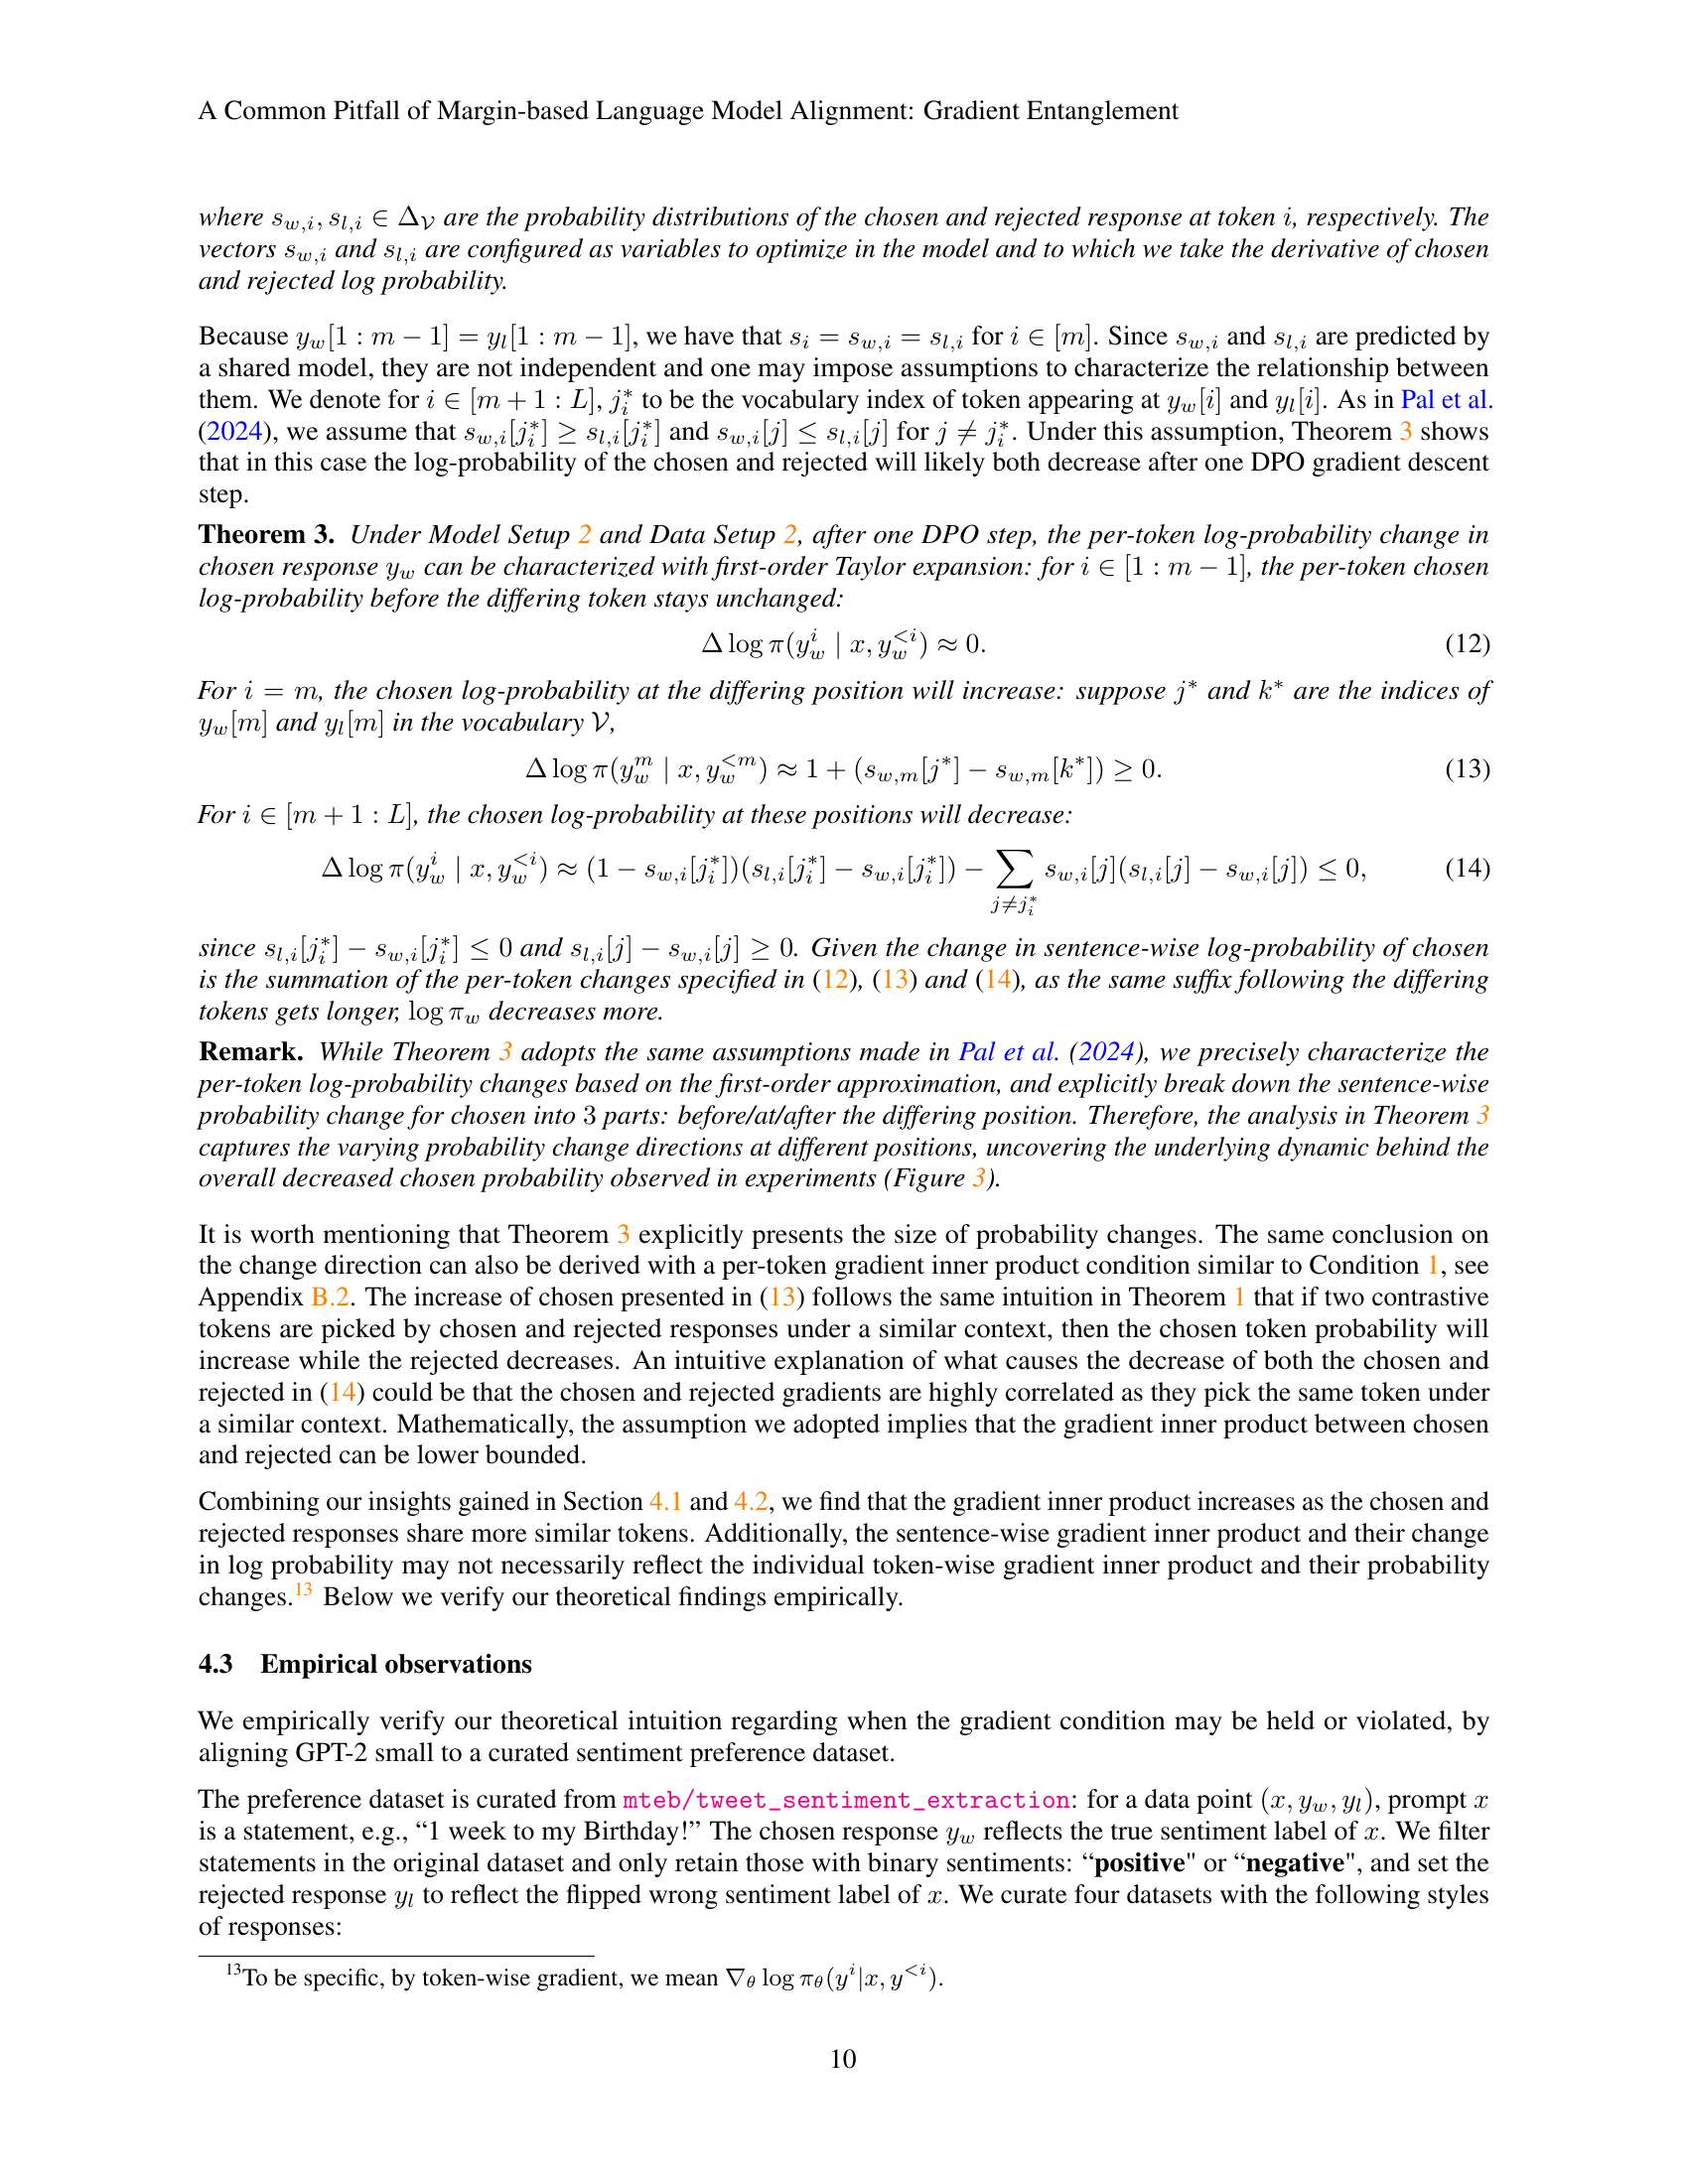 A Common Pitfall of Margin-based Language Model Alignment: Gradient Entanglement
where $s_{w,i}, s_{l,i} \in \Delta_{\mathcal{V}}$ are the probability distributions of the chosen and rejected response at token $i$, respectively. The
vectors $s_{w,i}$ and $s_{l,i}$ are configured as variables to optimize in the model and to which we take the derivative of chosen
and rejected log probability.
Because $y_w[1 : m - 1] = y_l[1 : m - 1]$, we have that $s_i = s_{w,i} = s_{l,i}$ for $i \in [m]$. Since $s_{w,i}$ and $s_{l,i}$ are predicted by
a shared model, they are not independent and one may impose assumptions to characterize the relationship between
them. We denote for $i \in [m + 1 : L]$, $j_i^*$ to be the vocabulary index of token appearing at $y_w[i]$ and $y_l[i]$. As in Pal et al.
(2024), we assume that $s_{w,i}[j_i^*] \geq s_{l,i}[j_i^*]$ and $s_{w,i}[j] \leq s_{l,i}[j]$ for $j \neq j_i^*$. Under this assumption, Theorem 3 shows
that in this case the log-probability of the chosen and rejected will likely both decrease after one DPO gradient descent
step.
Theorem 3. Under Model Setup 2 and Data Setup 2, after one DPO step, the per-token log-probability change in
chosen response $y_w$ can be characterized with first-order Taylor expansion: for $i \in [1 : m - 1]$, the per-token chosen
log-probability before the differing token stays unchanged:
$\Delta \log \pi(y_w^i \mid x, y_w^{<i}) \approx 0.$ (12)
For $i = m$, the chosen log-probability at the differing position will increase: suppose $j^*$ and $k^*$ are the indices of
$y_w[m]$ and $y_l[m]$ in the vocabulary $\mathcal{V}$,
$\Delta \log \pi(y_w^m \mid x, y_w^{<m}) \approx 1 + (s_{w,m}[j^*] - s_{w,m}[k^*]) \geq 0.$ (13)
For $i \in [m + 1 : L]$, the chosen log-probability at these positions will decrease:
$\Delta \log \pi(y_w^i \mid x, y_w^{<i}) \approx (1 - s_{w,i}[j_i^*])(s_{l,i}[j_i^*] - s_{w,i}[j_i^*]) - \sum_{j \neq j_i^*} s_{w,i}[j](s_{l,i}[j] - s_{w,i}[j]) \leq 0,$ (14)
since $s_{l,i}[j_i^*] - s_{w,i}[j_i^*] \leq 0$ and $s_{l,i}[j] - s_{w,i}[j] \geq 0$. Given the change in sentence-wise log-probability of chosen
is the summation of the per-token changes specified in (12), (13) and (14), as the same suffix following the differing
tokens gets longer, $\log \pi_w$ decreases more.
Remark. While Theorem 3 adopts the same assumptions made in Pal et al. (2024), we precisely characterize the
per-token log-probability changes based on the first-order approximation, and explicitly break down the sentence-wise
probability change for chosen into 3 parts: before/at/after the differing position. Therefore, the analysis in Theorem 3
captures the varying probability change directions at different positions, uncovering the underlying dynamic behind the
overall decreased chosen probability observed in experiments (Figure 3).
It is worth mentioning that Theorem 3 explicitly presents the size of probability changes. The same conclusion on
the change direction can also be derived with a per-token gradient inner product condition similar to Condition 1, see
Appendix B.2. The increase of chosen presented in (13) follows the same intuition in Theorem 1 that if two contrastive
tokens are picked by chosen and rejected responses under a similar context, then the chosen token probability will
increase while the rejected decreases. An intuitive explanation of what causes the decrease of both the chosen and
rejected in (14) could be that the chosen and rejected gradients are highly correlated as they pick the same token under
a similar context. Mathematically, the assumption we adopted implies that the gradient inner product between chosen
and rejected can be lower bounded.
Combining our insights gained in Section 4.1 and 4.2, we find that the gradient inner product increases as the chosen and
rejected responses share more similar tokens. Additionally, the sentence-wise gradient inner product and their change
in log probability may not necessarily reflect the individual token-wise gradient inner product and their probability
changes.$^{13}$ Below we verify our theoretical findings empirically.
4.3 Empirical observations
We empirically verify our theoretical intuition regarding when the gradient condition may be held or violated, by
aligning GPT-2 small to a curated sentiment preference dataset.
The preference dataset is curated from mteb/tweet_sentiment_extraction: for a data point $(x, y_w, y_l)$, prompt $x$
is a statement, e.g., “1 week to my Birthday!” The chosen response $y_w$ reflects the true sentiment label of $x$. We filter
statements in the original dataset and only retain those with binary sentiments: “positive" or “negative", and set the
rejected response $y_l$ to reflect the flipped wrong sentiment label of $x$. We curate four datasets with the following styles
of responses:
$^{13}$To be specific, by token-wise gradient, we mean $\nabla_\theta \log \pi_\theta(y^i|x, y^{<i})$.
10